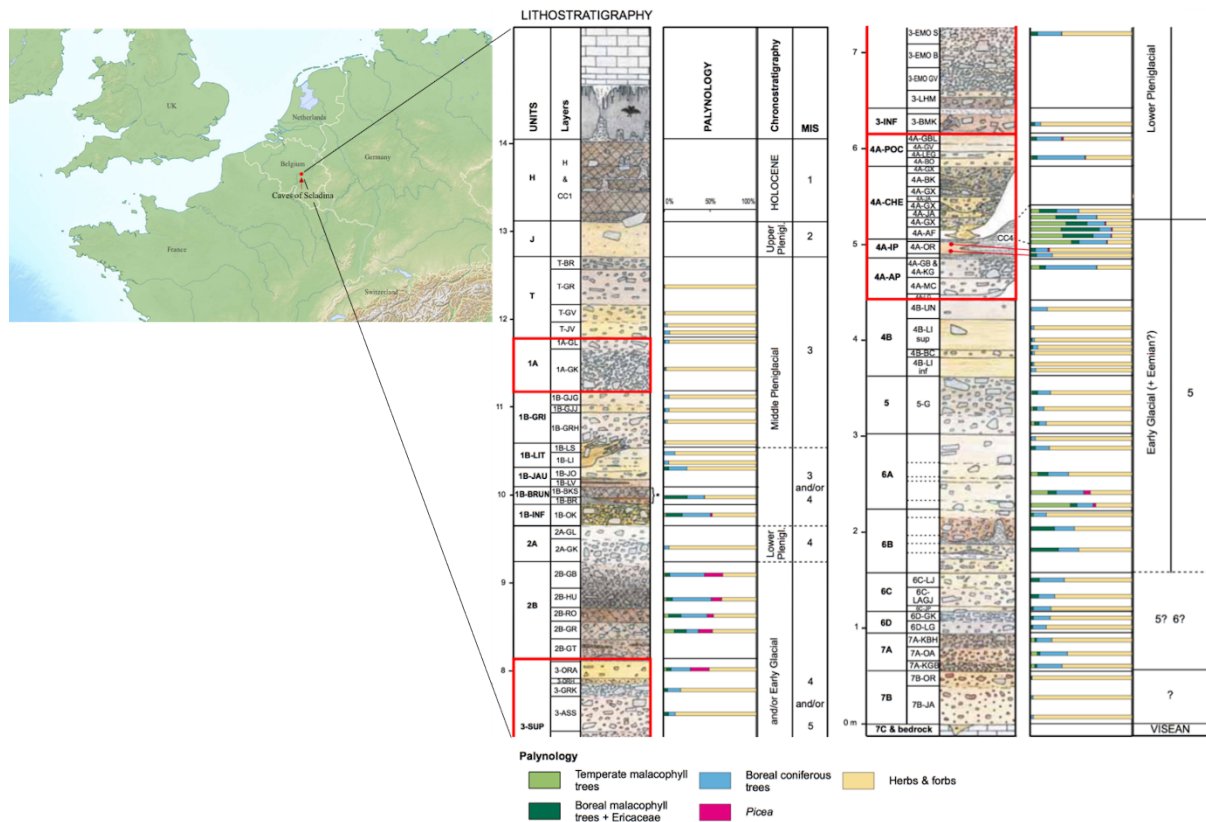 LITHOSTRATIGRAPHY
UK
Netherlands
Belgium
Germany
Caves of Scladina
France
Switzerland
UNITS
Layers
PALYNOLOGY
Chronostratigraphy
MIS
0
50%
100%
14
13
12
11
10
9
8
H
H
&
CC1
HOLOCENE
1
J
Upper
Plenigl.
2
T
T-BR
T-GR
T-GV
T-JV
1A
1A-GL
1A-GK
Middle Pleniglacial
3
1B-GRI
1B-GJG
1B-GJJ
1B-GRH
1B-LIT
1B-LS
1B-LI
1B-JAU
1B-JO
1B-LV
1B-BRUN
1B-BKS
1B-BR
*
1B-INF
1B-OK
3
and/or
4
2A
2A-GL
2A-GK
Lower
Plenigl.
4
2B
2B-GB
2B-HU
2B-RO
2B-GR
2B-GT
3-SUP
3-ORA
3-ORH
3-GRK
3-ASS
and/or Early Glacial
4
and/or
5
7
6
5
4
3
2
1
0 m
3-EMO S
3-EMO B
3-EMO GV
3-LHM
3-INF
3-BMK
4A-POC
4A-GBL
4A-GV
4A-LEG
4A-BO
4A-CHE
4A-GX
4A-BK
4A-GX
4A-JA
4A-GX
4A-JA
4A-GX
4A-AF
CC4
4A-IP
4A-OR
4A-AP
4A-GB &
4A-KG
4A-MC
4B
4B-UN
4B-LI
sup
4B-BC
4B-LI
inf
5
5-G
6A
6B
6C
6C-LJ
6C-
LAGJ
6D
6D-GK
6D-LG
7A
7A-KBH
7A-OA
7A-KGB
7B
7B-OR
7B-JA
7C & bedrock
Lower Pleniglacial
Early Glacial (+ Eemian?)
5
5? 6?
?
VISEAN
Palynology
Temperate malacophyll
trees
Boreal coniferous
trees
Herbs & forbs
Boreal malacophyll
trees + Ericaceae
Picea